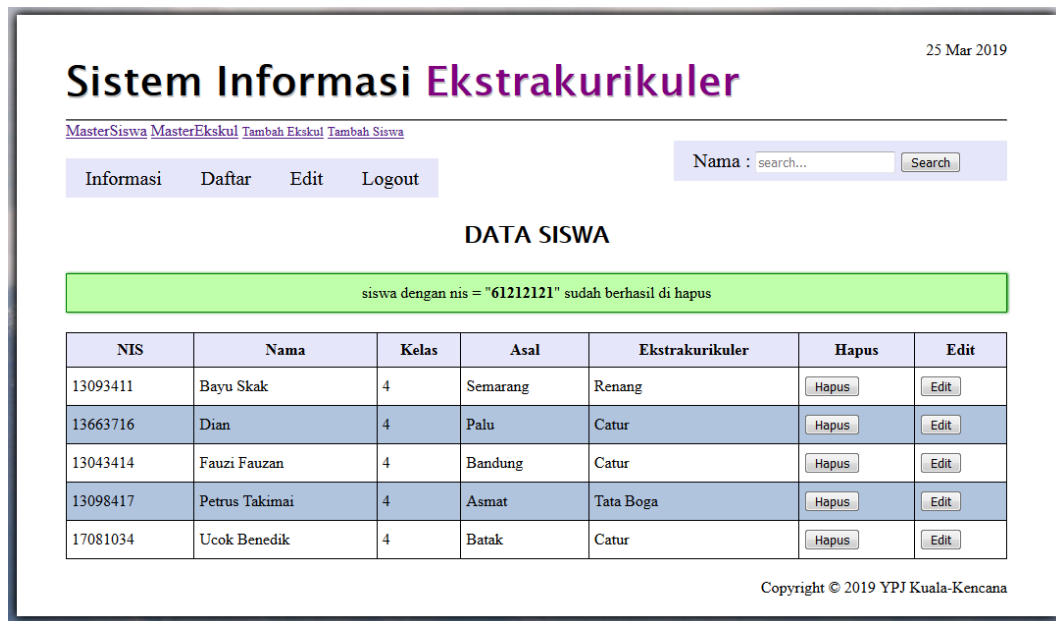 25 Mar 2019
Sistem Informasi Ekstrakurikuler
MasterSiswa MasterEkskul Tambah Ekskul Tambah Siswa
Nama : search... Search
Informasi Daftar Edit Logout
DATA SISWA
siswa dengan nis = "61212121" sudah berhasil di hapus
NIS Nama Kelas Asal Ekstrakurikuler Hapus Edit
13093411 Bayu Skak 4 Semarang Renang Hapus Edit
13663716 Dian 4 Palu Catur Hapus Edit
13043414 Fauzi Fauzan 4 Bandung Catur Hapus Edit
13098417 Petrus Takimai 4 Asmat Tata Boga Hapus Edit
17081034 Ucok Benedik 4 Batak Catur Hapus Edit
Copyright © 2019 YPJ Kuala-Kencana